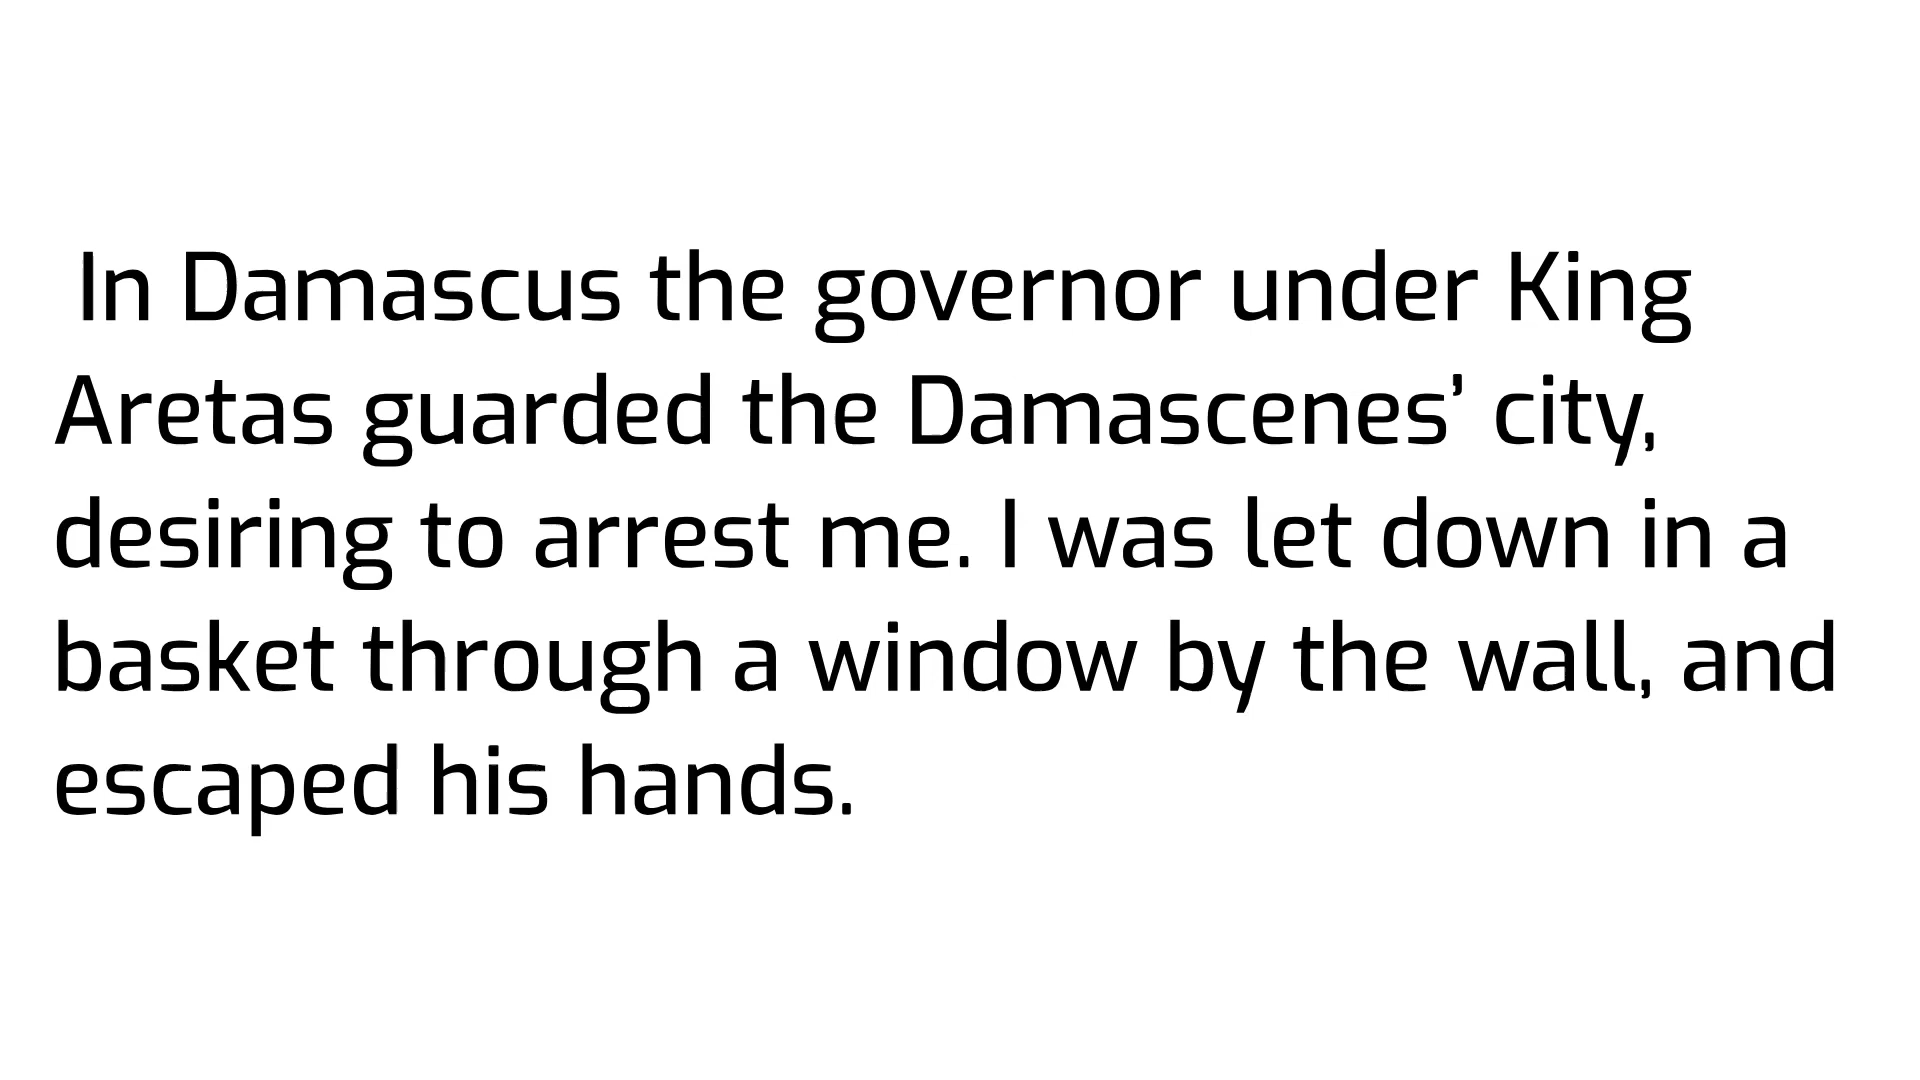 In Damascus the governor under King
Aretas guarded the Damascenes’ city,
desiring to arrest me. I was let down in a
basket through a window by the wall, and
escaped his hands.